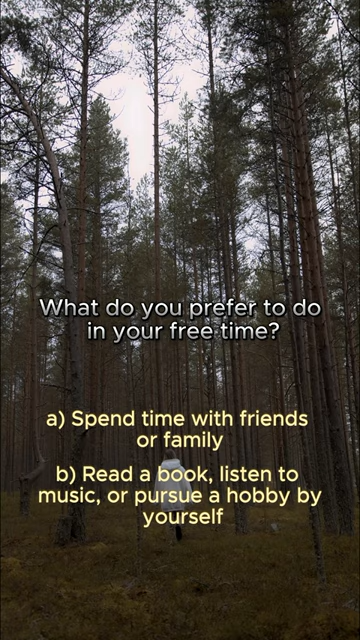 What do you prefer to do
in your free time?
a) Spend time with friends
or family
b) Read a book, listen to
music, or pursue a hobby by
yourself